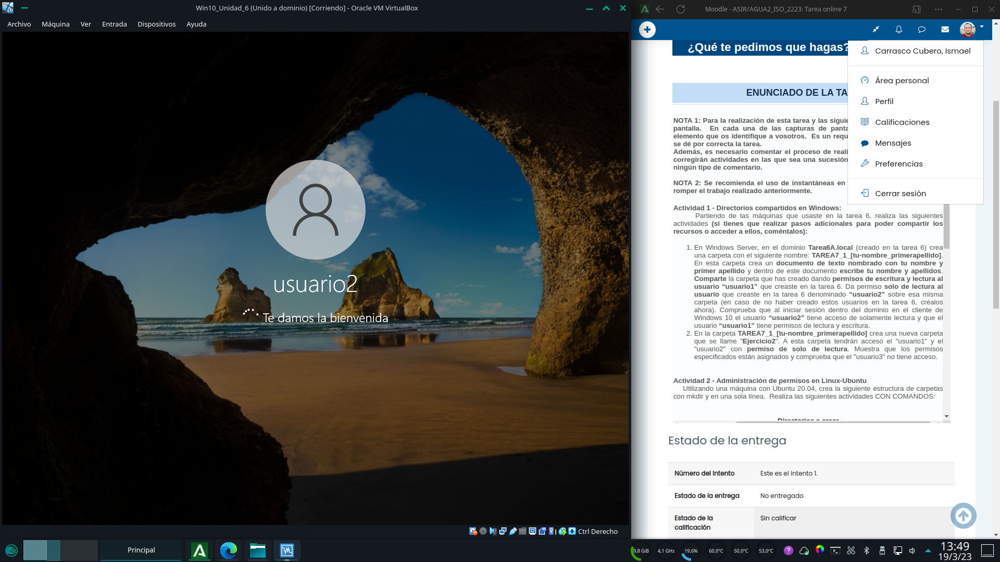 Win10_Unidad_6 (Unido a dominio) [Corriendo] - Oracle VM VirtualBox
Archivo Máquina Ver Entrada Dispositivos Ayuda
usuario2
Te damos la bienvenida
Ctrl Derecho
Moodle - ASIR/AGUA2_ISO_2223: Tarea online 7
¿Qué te pedimos que hagas?
Carrasco Cubero, Ismael
Área personal
Perfil
Calificaciones
Mensajes
Preferencias
Cerrar sesión
ENUNCIADO DE LA TA
NOTA 1: Para la realización de esta tarea y las siguie
pantalla. En cada una de las capturas de panta
elemento que os identifique a vosotros. Es un requ
se dé por correcta la tarea.
Además, es necesario comentar el proceso de reali
corregirán actividades en las que sea una sucesión
ningún tipo de comentario.
NOTA 2: Se recomienda el uso de instantáneas en
romper el trabajo realizado anteriormente.
Actividad 1 - Directorios compartidos en Windows:
Partiendo de las máquinas que usaste en la tarea 6, realiza las siguientes
actividades (si tienes que realizar pasos adicionales para poder compartir los
recursos o acceder a ellos, coméntalos):
1. En Windows Server, en el dominio Tarea6A.local (creado en la tarea 6) crea
una carpeta con el siguiente nombre: TAREA7_1_[tu-nombre_primerapellido].
En esta carpeta crea un documento de texto nombrado con tu nombre y
primer apellido y dentro de este documento escribe tu nombre y apellidos.
Comparte la carpeta que has creado dando permisos de escritura y lectura al
usuario “usuario1” que creaste en la tarea 6. Da permiso solo de lectura al
usuario que creaste en la tarea 6 denominado “usuario2” sobre esa misma
carpeta (en caso de no haber creado estos usuarios en la tarea 6, créalos
ahora). Comprueba que al iniciar sesión dentro del dominio en el cliente de
Windows 10 el usuario “usuario2” tiene acceso de solamente lectura y que el
usuario “usuario1” tiene permisos de lectura y escritura.
2. En la carpeta TAREA7_1_[tu-nombre_primerapellido] crea una nueva carpeta
que se llame "Ejercicio2". A esta carpeta tendrán acceso el "usuario1" y el
"usuario2" con permiso de solo de lectura. Muestra que los permisos
especificados están asignados y comprueba que el "usuario3" no tiene acceso.
Actividad 2 - Administración de permisos en Linux-Ubuntu
Utilizando una máquina con Ubuntu 20.04, crea la siguiente estructura de carpetas
con mkdir y en una sola línea. Realiza las siguientes actividades CON COMANDOS:
Directorios a crear
Estado de la entrega
Número del intento Este es el intento 1.
Estado de la entrega No entregado
Estado de la Sin calificar
calificación
Principal
9,8 GiB 4,1 GHz 19,6% 60,0°C 50,0°C 53,0°C
13:49
19/3/23